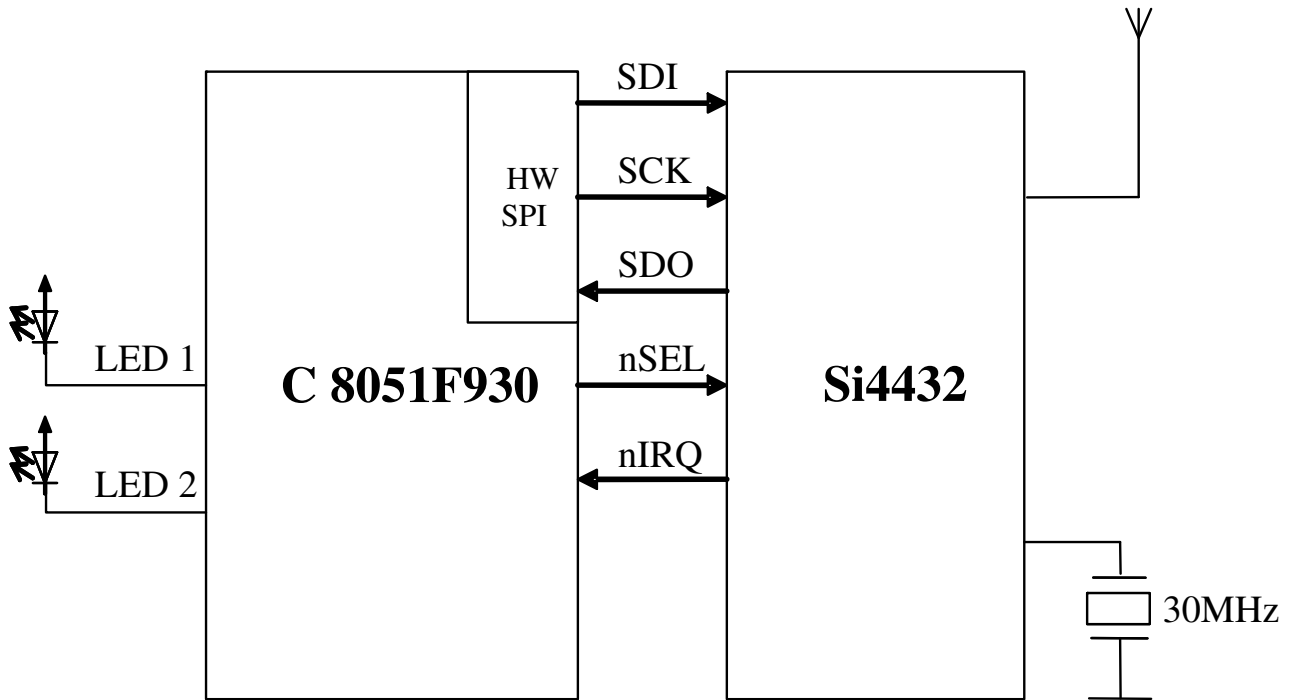 SDI
HW
SPI
SCK
SDO
LED 1
C 8051F930
nSEL
Si4432
LED 2
nIRQ
30MHz